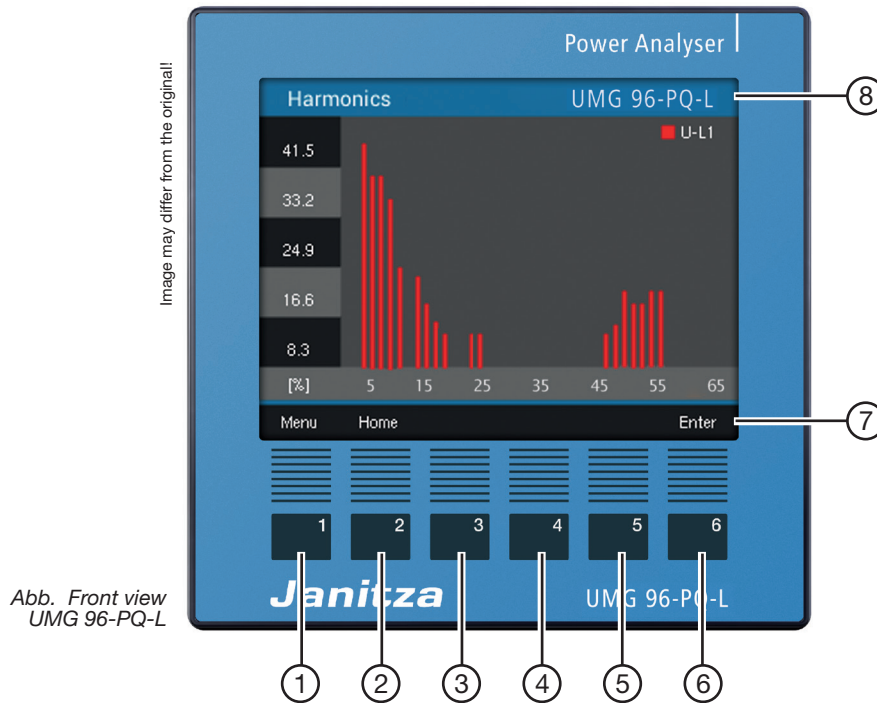 Power Analyser
Image may differ from the original!
Harmonics UMG 96-PQ-L
8
U-L1
41.5
33.2
24.9
16.6
8.3
[%] 5 15 25 35 45 55 65
Menu Home Enter
7
1 2 3 4 5 6
Abb. Front view
UMG 96-PQ-L
Janitza UMG 96-PQ-L
1 2 3 4 5 6